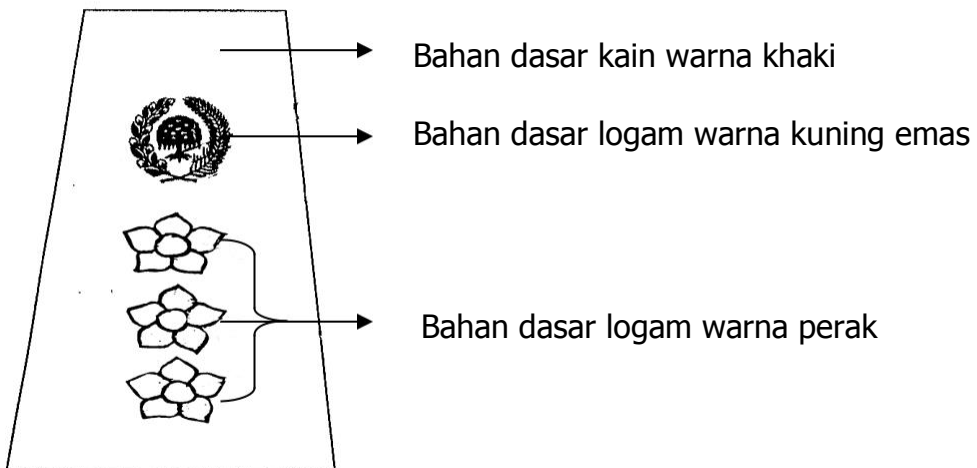 Bahan dasar kain warna khaki
Bahan dasar logam warna kuning emas
Bahan dasar logam warna perak